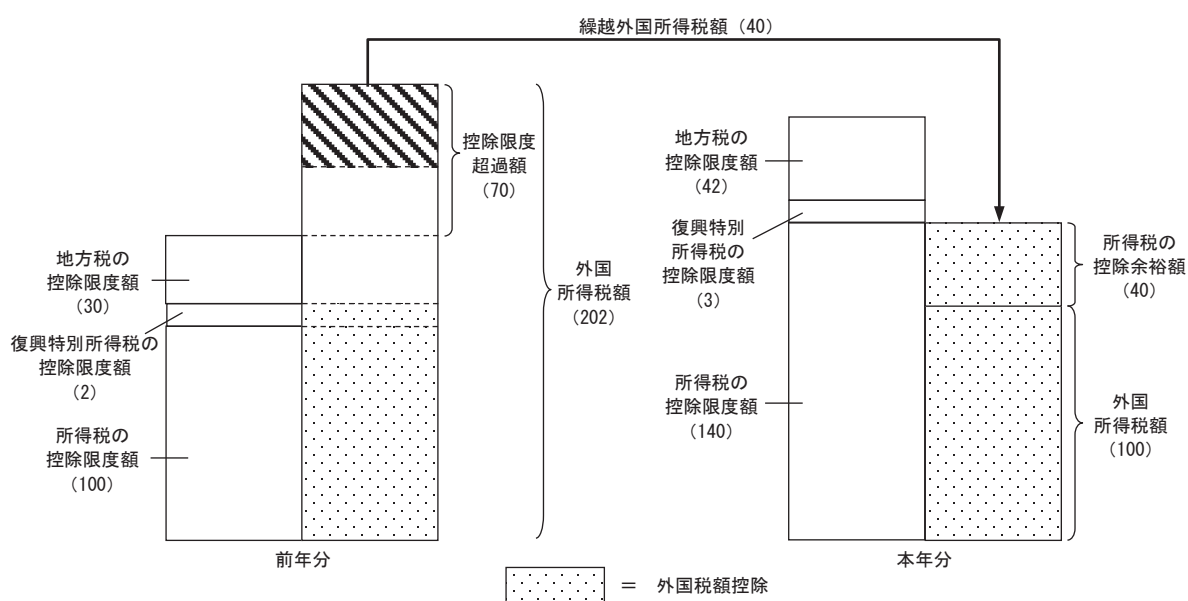 繰越外国所得税額（40）
控除限度
超過額
（70）
地方税の
控除限度額
（30）
復興特別所得税の
控除限度額
（2）
所得税の
控除限度額
（100）
外国
所得税額
（202）
前年分
地方税の
控除限度額
（42）
復興特別
所得税の
控除限度額
（3）
所得税の
控除限度額
（140）
所得税の
控除余裕額
（40）
外国
所得税額
（100）
本年分
＝ 外国税額控除